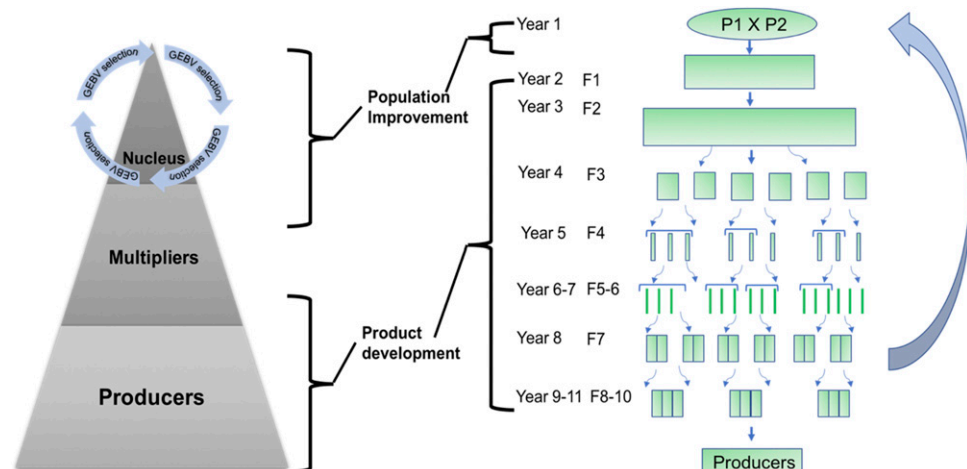 GEBV selection
GEBV selection
GEBV selection
GEBV selection
Nucleus
Multipliers
Producers
Population
Improvement
Product
development
Year 1
P1 X P2
Year 2 F1
Year 3 F2
Year 4 F3
Year 5 F4
Year 6-7 F5-6
Year 8 F7
Year 9-11 F8-10
Producers